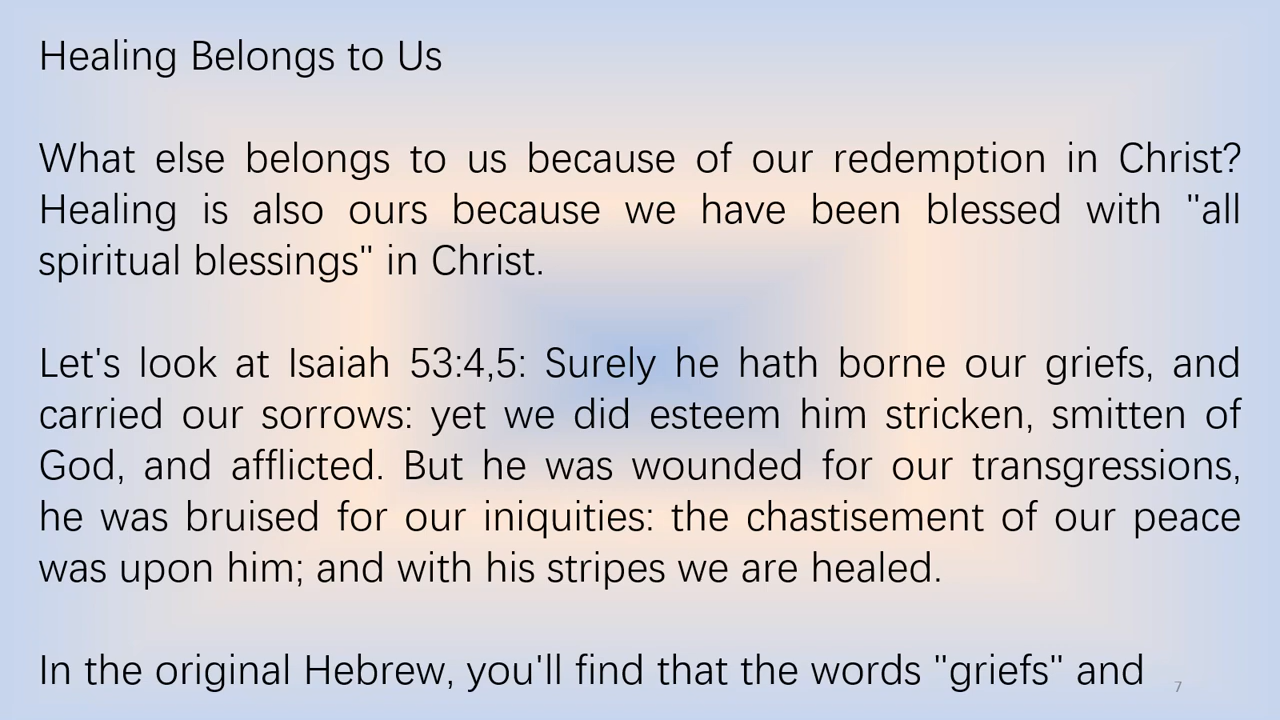 Healing Belongs to Us
What else belongs to us because of our redemption in Christ?
Healing is also ours because we have been blessed with "all
spiritual blessings" in Christ.
Let's look at Isaiah 53:4,5: Surely he hath borne our griefs, and
carried our sorrows: yet we did esteem him stricken, smitten of
God, and afflicted. But he was wounded for our transgressions,
he was bruised for our iniquities: the chastisement of our peace
was upon him; and with his stripes we are healed.
In the original Hebrew, you'll find that the words "griefs" and
7